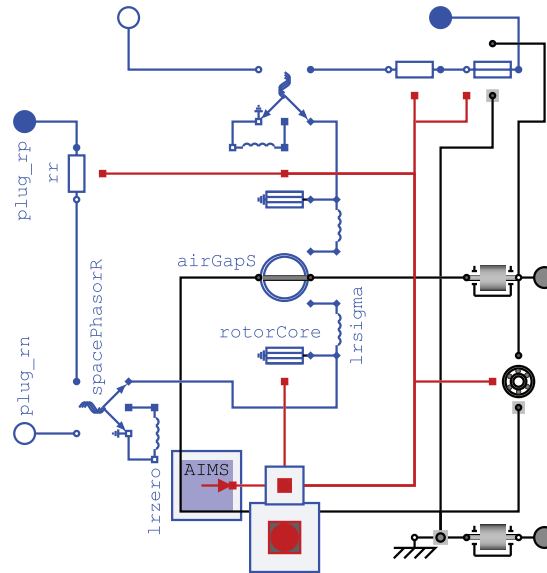 plug_rp
rr
airGapS
spacePhasorR
lrsigma
rotorCore
plug_rn
AIMS
lrzero